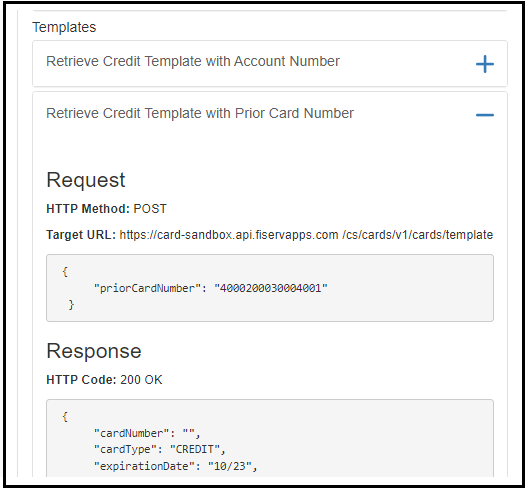 Templates
Retrieve Credit Template with Account Number
Retrieve Credit Template with Prior Card Number
Request
HTTP Method: POST
Target URL: https://card-sandbox.api.fiservapps.com /cs/cards/v1/cards/template
{
"priorCardNumber": "4000200030004001"
}
Response
HTTP Code: 200 OK
{
"cardNumber": "",
"cardType": "CREDIT",
"expirationDate": "10/23",